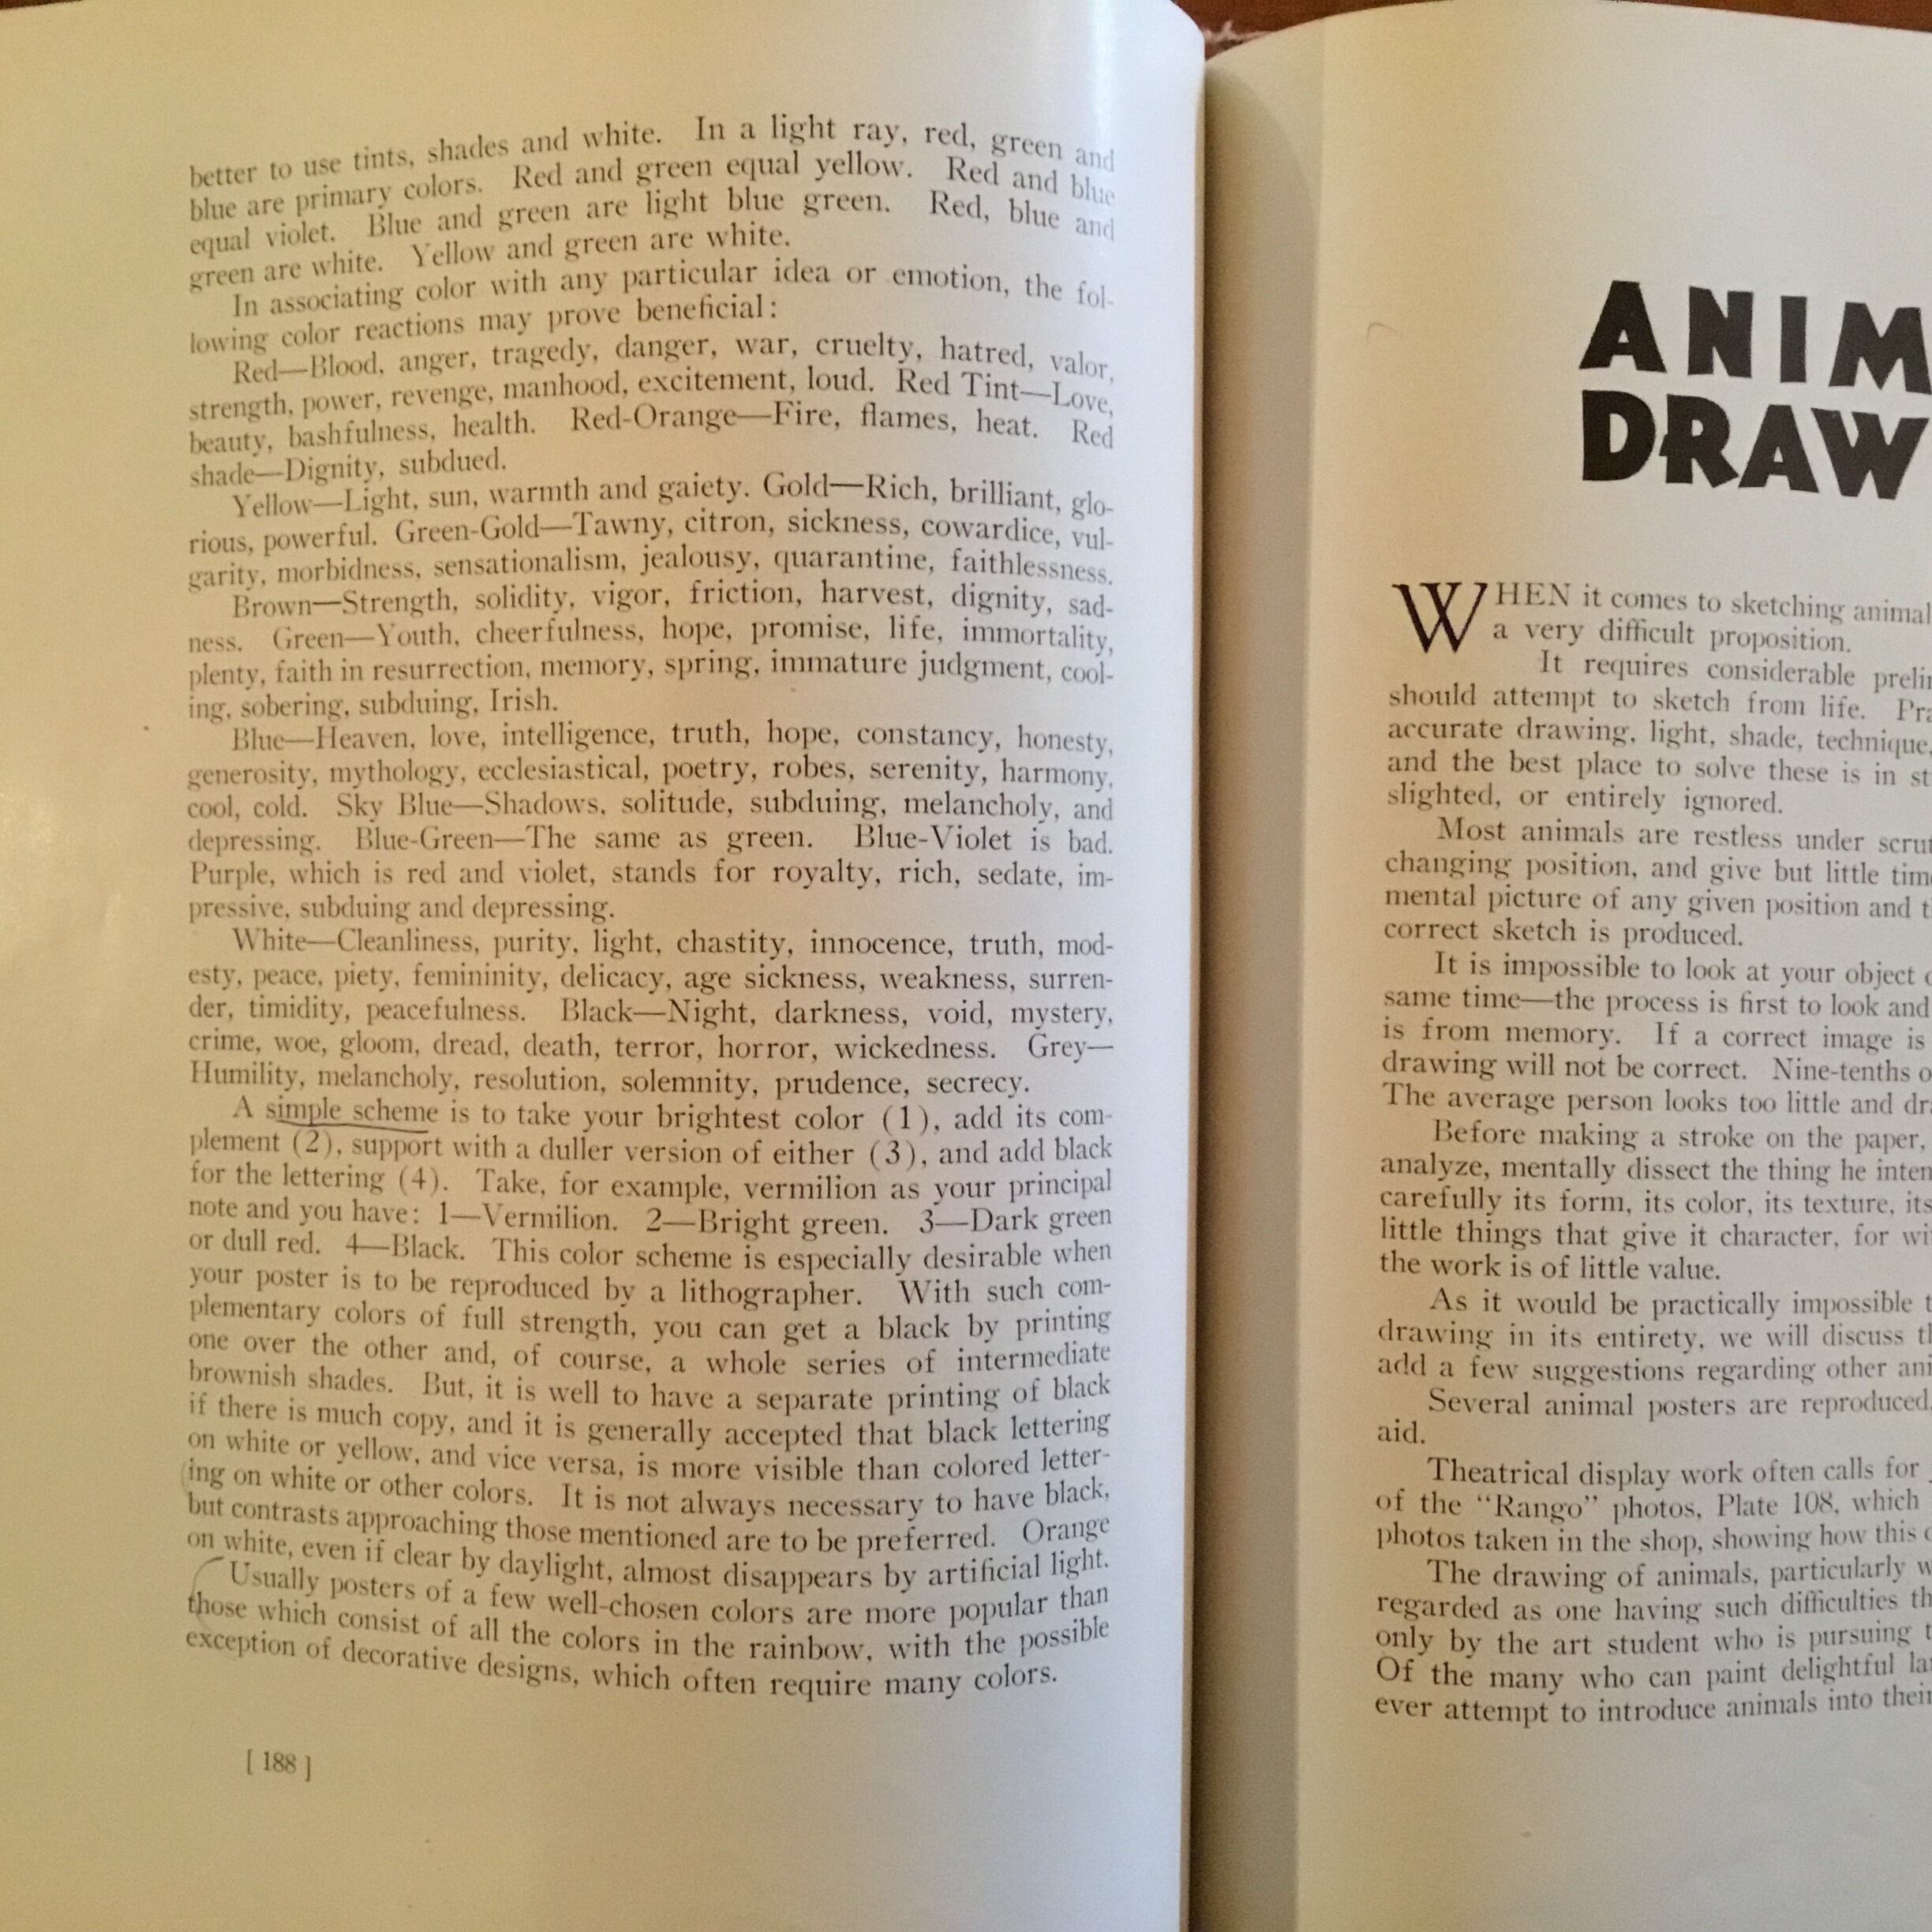 better to use tints, shades and white. In a light ray, red, green and
blue are primary colors. Red and green equal yellow. Red and blue
equal violet. Blue and green are light blue green. Red, blue and
green are white. Yellow and green are white.
In associating color with any particular idea or emotion, the fol-
lowing color reactions may prove beneficial:
Red—Blood, anger, tragedy, danger, war, cruelty, hatred, valor,
strength, power, revenge, manhood, excitement, loud. Red Tint—Love,
beauty, bashfulness, health. Red-Orange—Fire, flames, heat. Red
shade—Dignity, subdued.
Yellow—Light, sun, warmth and gaiety. Gold—Rich, brilliant, glo-
rious, powerful. Green-Gold—Tawny, citron, sickness, cowardice, vul-
garity, morbidness, sensationalism, jealousy, quarantine, faithlessness.
Brown—Strength, solidity, vigor, friction, harvest, dignity, sad-
ness. Green—Youth, cheerfulness, hope, promise, life, immortality,
plenty, faith in resurrection, memory, spring, immature judgment, cool-
ing, sobering, subduing, Irish.
Blue—Heaven, love, intelligence, truth, hope, constancy, honesty,
generosity, mythology, ecclesiastical, poetry, robes, serenity, harmony,
cool, cold. Sky Blue—Shadows, solitude, subduing, melancholy, and
depressing. Blue-Green—The same as green. Blue-Violet is bad.
Purple, which is red and violet, stands for royalty, rich, sedate, im-
pressive, subduing and depressing.
White—Cleanliness, purity, light, chastity, innocence, truth, mod-
esty, peace, piety, femininity, delicacy, age sickness, weakness, surren-
der, timidity, peacefulness. Black—Night, darkness, void, mystery,
crime, woe, gloom, dread, death, terror, horror, wickedness. Grey—
Humility, melancholy, resolution, solemnity, prudence, secrecy.
A simple scheme is to take your brightest color (1), add its com-
plement (2), support with a duller version of either (3), and add black
for the lettering (4). Take, for example, vermilion as your principal
note and you have: 1—Vermilion. 2—Bright green. 3—Dark green
or dull red. 4—Black. This color scheme is especially desirable when
your poster is to be reproduced by a lithographer. With such com-
plementary colors of full strength, you can get a black by printing
one over the other and, of course, a whole series of intermediate
brownish shades. But, it is well to have a separate printing of black
if there is much copy, and it is generally accepted that black lettering
on white or yellow, and vice versa, is more visible than colored letter-
ing on white or other colors. It is not always necessary to have black,
but contrasts approaching those mentioned are to be preferred. Orange
on white, even if clear by daylight, almost disappears by artificial light.
Usually posters of a few well-chosen colors are more popular than
those which consist of all the colors in the rainbow, with the possible
exception of decorative designs, which often require many colors.
[ 188 ]
ANIM
DRAW
WHEN it comes to sketching animal
a very difficult proposition.
It requires considerable prelim
should attempt to sketch from life. Pra
accurate drawing, light, shade, technique,
and the best place to solve these is in st
slighted, or entirely ignored.
Most animals are restless under scrut
changing position, and give but little time
mental picture of any given position and t
correct sketch is produced.
It is impossible to look at your object
same time—the process is first to look and
is from memory. If a correct image is
drawing will not be correct. Nine-tenths o
The average person looks too little and dra
Before making a stroke on the paper,
analyze, mentally dissect the thing he inten
carefully its form, its color, its texture, its
little things that give it character, for wi
the work is of little value.
As it would be practically impossible t
drawing in its entirety, we will discuss th
add a few suggestions regarding other ani
Several animal posters are reproduced,
aid.
Theatrical display work often calls for
of the "Rango" photos, Plate 108, which
photos taken in the shop, showing how this
The drawing of animals, particularly w
regarded as one having such difficulties th
only by the art student who is pursuing t
Of the many who can paint delightful la
ever attempt to introduce animals into their